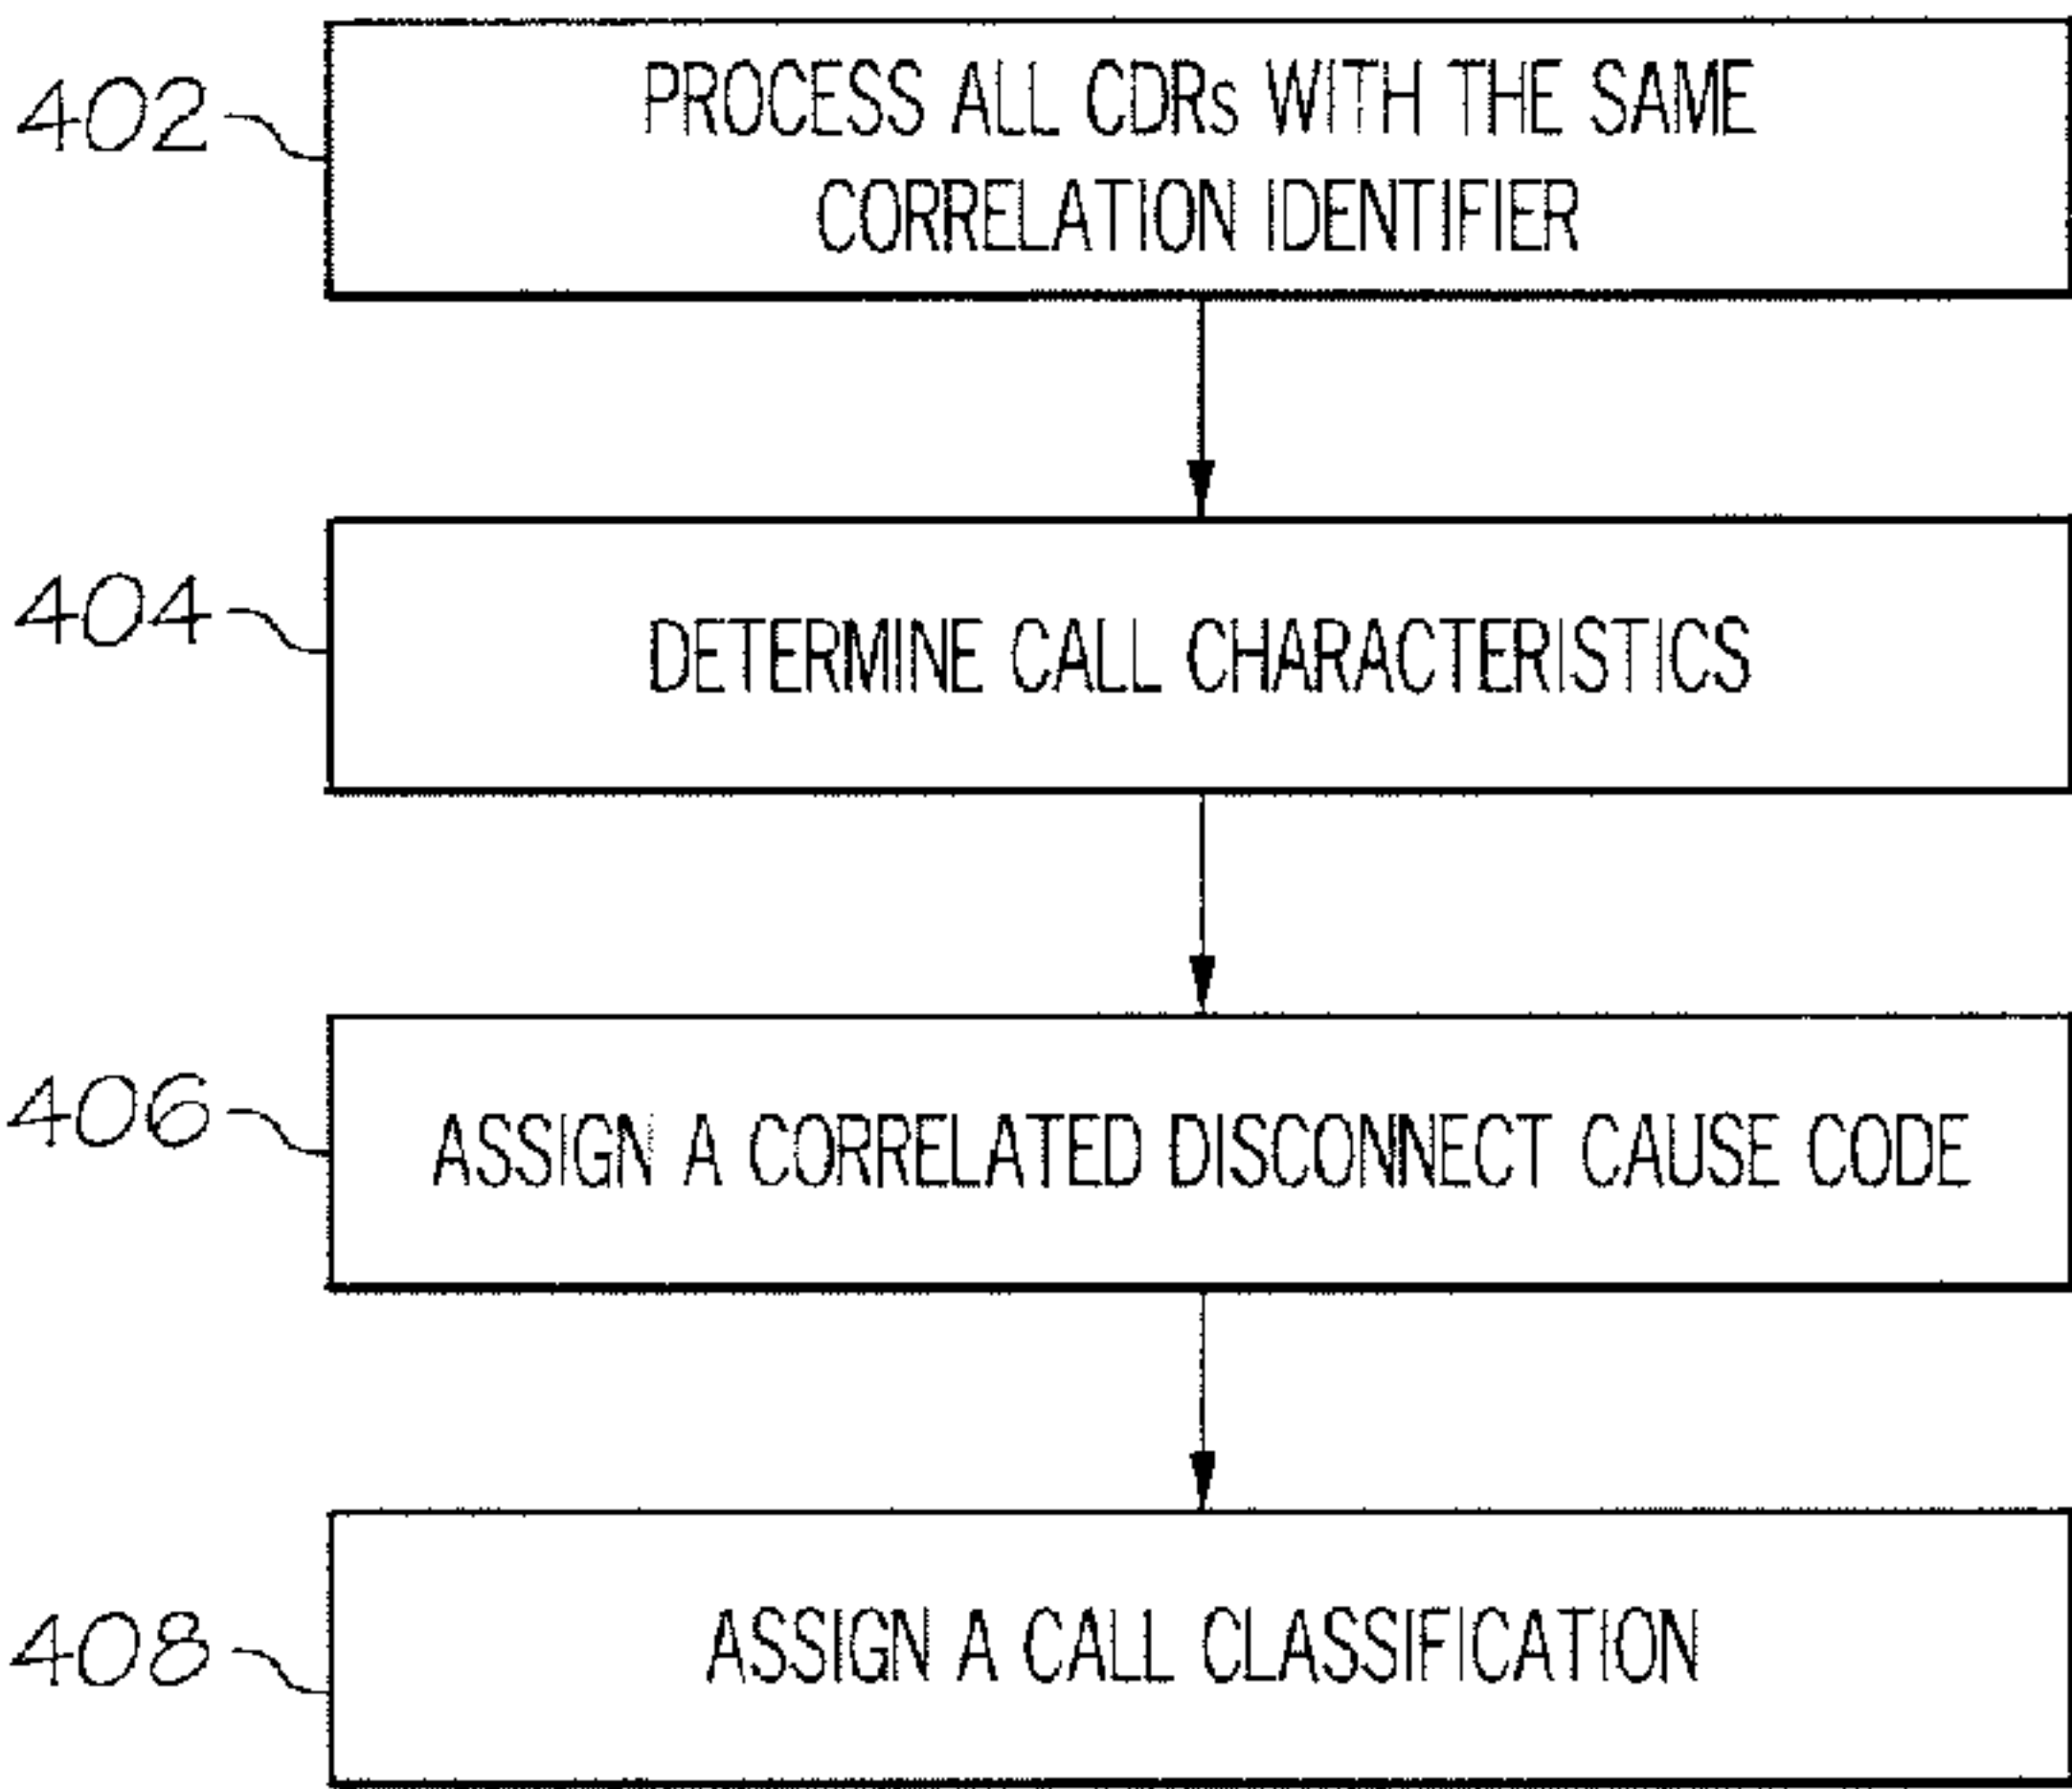 402
PROCESS ALL CDRs WITH THE SAME
CORRELATION IDENTIFIER
404
DETERMINE CALL CHARACTERISTICS
406
ASSIGN A CORRELATED DISCONNECT CAUSE CODE
408
ASSIGN A CALL CLASSIFICATION